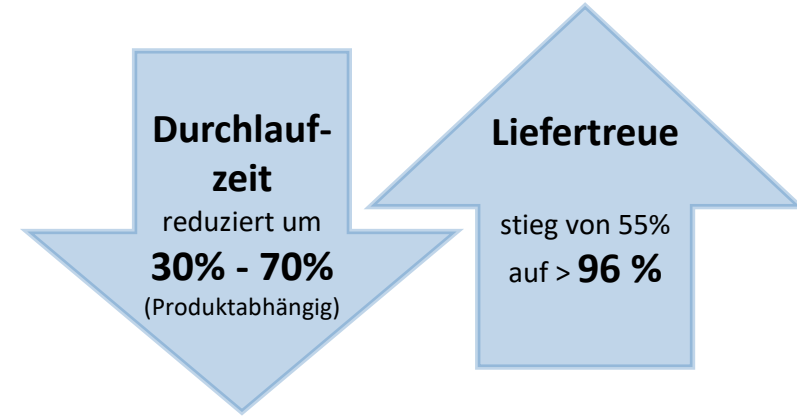 Durchlauf-
zeit
reduziert um
30% - 70%
(Produktabhängig)
Liefertreue
stieg von 55%
auf > 96 %